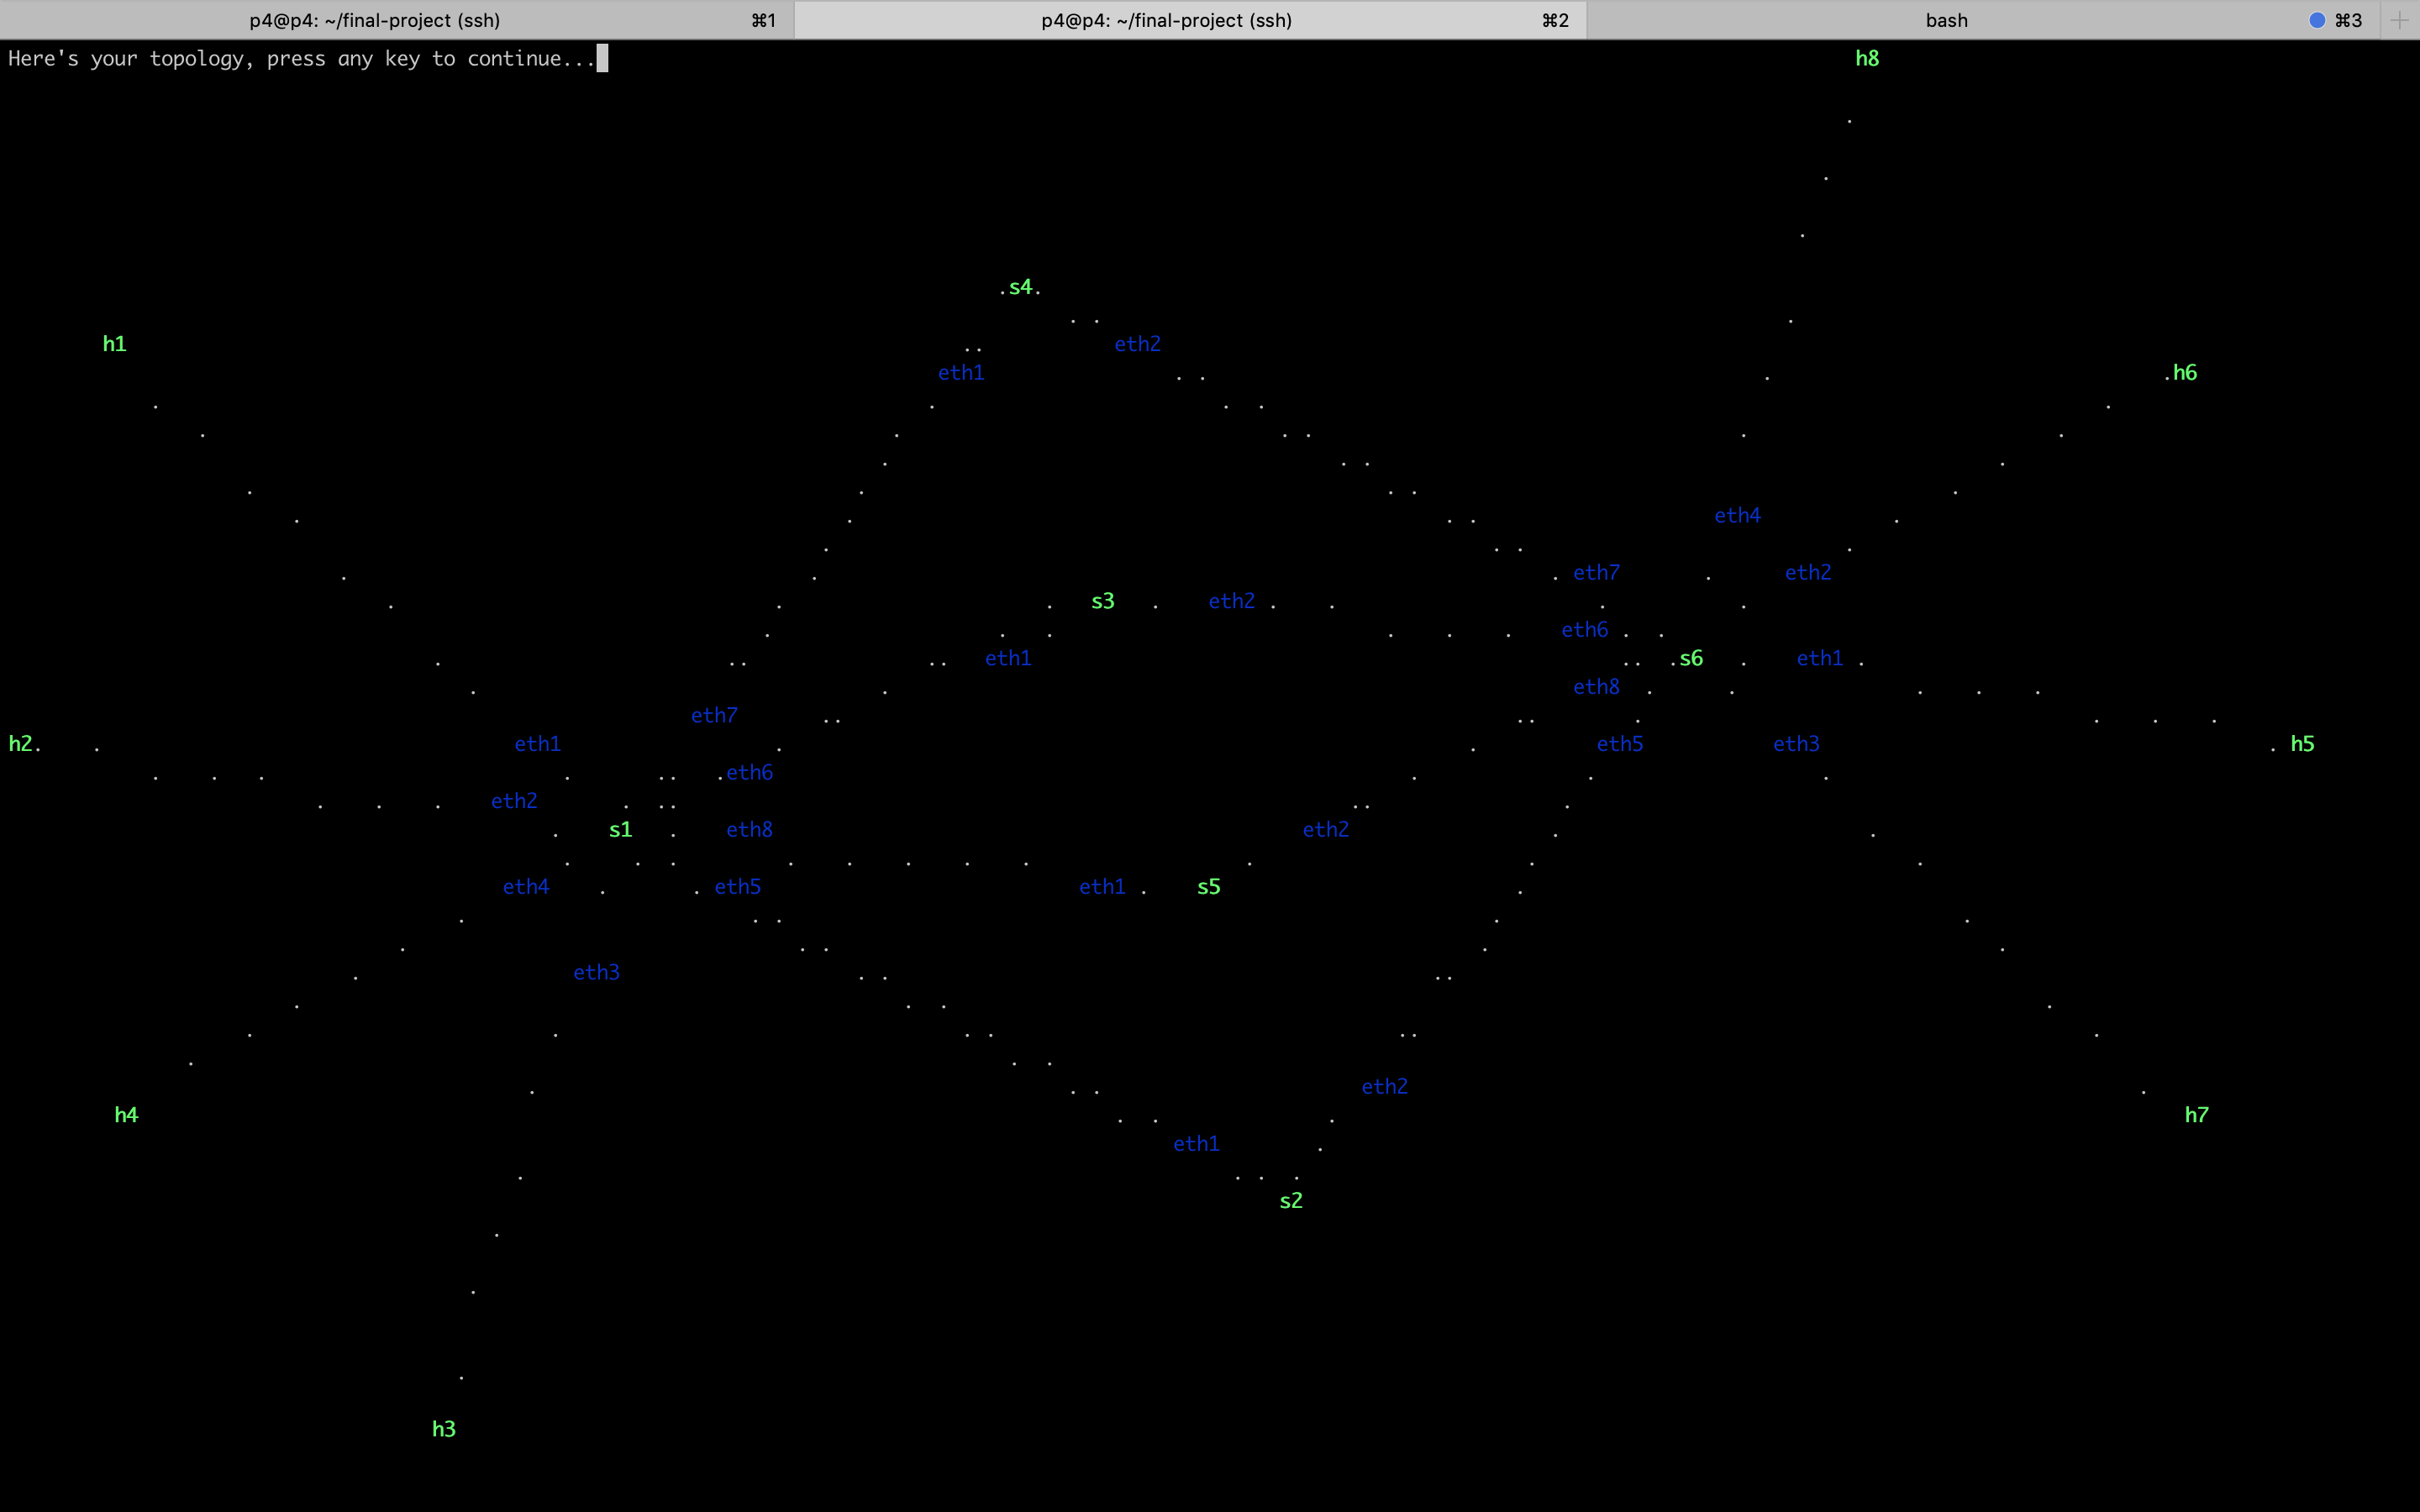 p4@p4: ~/final-project (ssh) ⌘1 p4@p4: ~/final-project (ssh) ⌘2 bash ⌘3
Here's your topology, press any key to continue... h8
s4
h1 eth2
eth1 h6
eth4
eth7 eth2
s3 eth2
eth6
eth1 s6 eth1
eth8
eth7
h2 eth1 eth5 eth3 h5
eth6
eth2
s1 eth8 eth2
eth4 eth5 eth1 s5
eth3
eth2
h4 h7
eth1
s2
h3